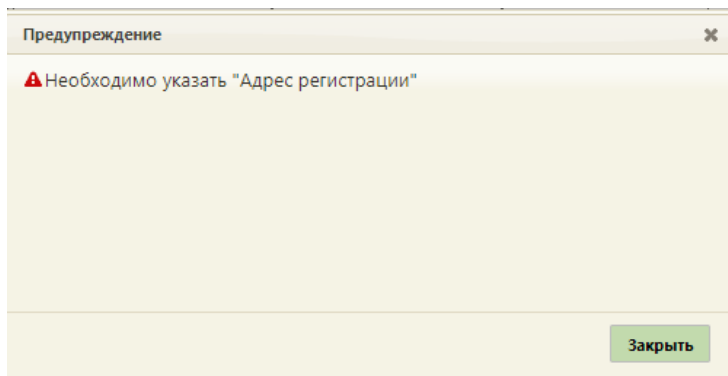 Предупреждение
Необходимо указать "Адрес регистрации"
Закрыть